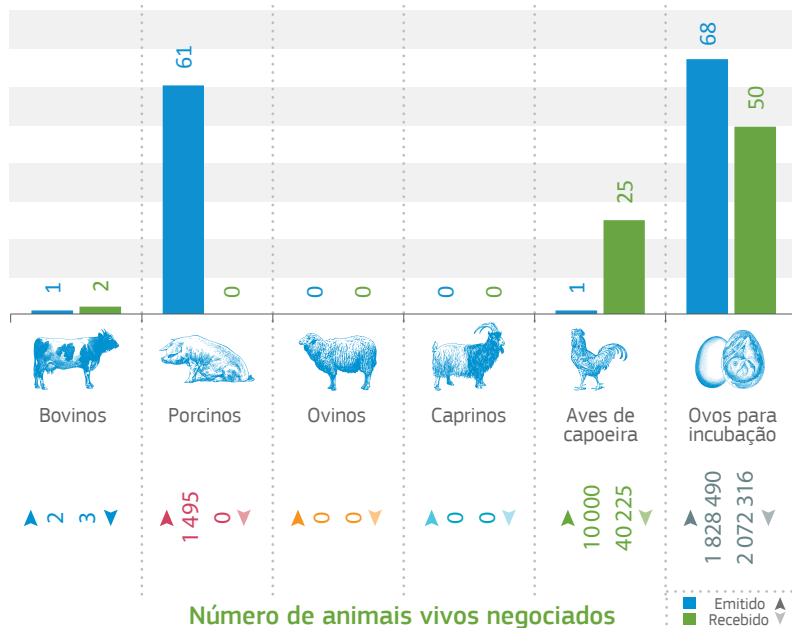 1
2
61
0
0
0
0
0
1
25
68
50
Bovinos
Porcinos
Ovinos
Caprinos
Aves de
capoeira
Ovos para
incubação
2
3
1 495
0
0
0
0
0
10 000
40 225
1 828 490
2 072 316
Número de animais vivos negociados
Emitido
Recebido